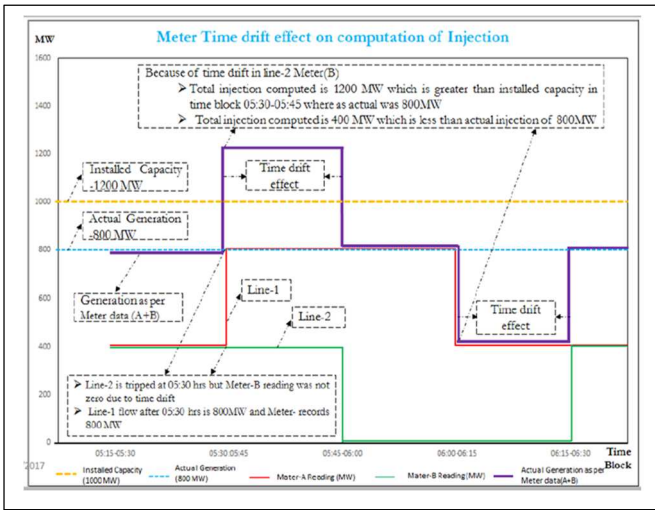 MW
Meter Time drift effect on computation of Injection
1600
1400
1200
1000
800
600
400
200
0
Because of time drift in line-2 Meter(B)
➢ Total injection computed is 1200 MW which is greater than installed capacity in
time block 05:30-05:45 where as actual was 800MW
➢ Total injection computed is 400 MW which is less than actual injection of 800MW
Installed Capacity
-1200 MW
Time drift
effect
Actual Generation
-800 MW
Generation as per
Meter data (A+B)
Line-1
Line-2
Time drift
effect
➢ Line-2 is tripped at 05:30 hrs but Meter-B reading was not
zero due to time drift
➢ Line-1 flow after 05:30 hrs is 800MW and Meter- records
800 MW
05:15-05:30
05:30-05:45
05:45-06:00
06:00-06:15
06:15-06:30
Time
Block
2017
Installed Capacity
(1000 MW)
Actual Generation
(800 MW)
Mater-A Reading (MW)
Mater-B Reading(MW)
Actual Generation as per
Meter data(A+B)